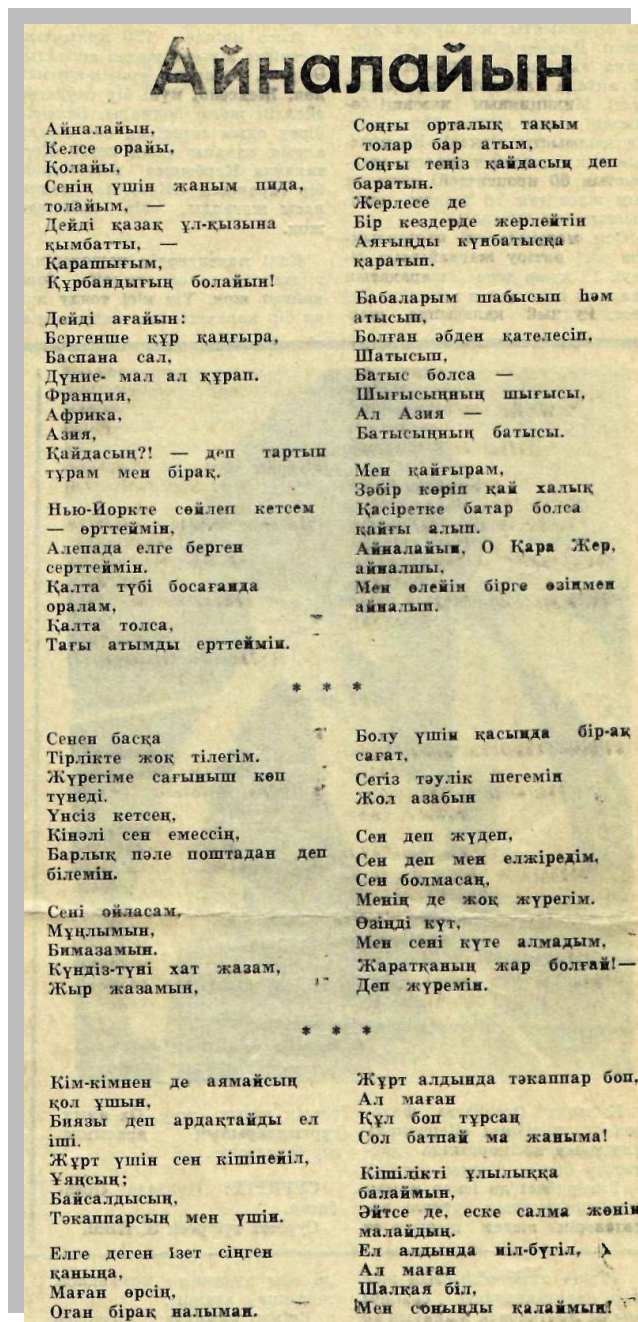 Айналайын
Айналайын,
Келсе орайы,
Қолайы,
Сенің үшін жаным пида,
толайым, —
Дейді қазақ ұл-қызына
қымбатты, —
Қарашығым,
Құрбандығың болайын!
Дейді ағайын:
Бергенше құр қаңғыра,
Баспана сал,
Дүние- мал ал құрап.
Франция,
Африка,
Азия,
Қайдасың?! — деп тартып
тұрам мен бірақ.
Нью-Йоркте сөйлеп кетсем
— өрттеймін,
Алепада елге берген
серттеймін.
Қалта түбі босағанда
оралам,
Қалта толса,
Тағы атымды ерттеймін.
Соңғы орталық тақым
толар бар атым,
Соңғы теңіз қайдасың деп
баратын.
Жерлесе де
Бір кездерде жерлейтін
Аяғыңды күнбатысқа
қаратып.
Бабаларым шабысып һәм
атысып,
Болған әбден қателесіп,
Шатысып,
Батыс болса —
Шығысыңның шығысы,
Ал Азия —
Батысыңның батысы.
Мен қайғырам,
Зәбір көріп қай халық
Қасіретке батар болса
қайғы алып.
Айналайын, О Қара Жер,
айналшы,
Мен өлейін бірге өзіңмен
айналып.
* * *
Сенен басқа
Тірлікте жоқ тілегім.
Жүрегіме сағыныш көп
түнеді.
Үнсіз кетсең,
Кінәлі сен емессің,
Барлық пәле поштадан деп
білемін.
Сені ойласам,
Мұңлымын,
Бимазамын.
Күндіз-түні хат жазам,
Жыр жазамын,
Болу үшін қасыңда бір-ақ
сағат,
Сегіз тәулік шегемін
Жол азабын
Сен деп жүдеп,
Сен деп мен елжіредім,
Сен болмасаң,
Менің де жоқ жүрегім.
Өзіңді күт,
Мен сені күте алмадым,
Жаратқаның жар болғай!—
Деп жүремін.
* * *
Кім-кімнен де аямайсың
қол ұшын,
Биязы деп ардақтайды ел
іші.
Жұрт үшін сен кішіпейіл,
Ұяңсың;
Байсалдысың,
Тәкаппарсың мен үшін.
Елге деген ізет сіңген
қаныңа,
Маған өрсің,
Оған бірақ налыман.
Жұрт алдында тәкаппар боп,
Ал маған
Құл боп тұрсаң
Сол батпай ма жаныма!
Кішілікті ұлылыққа
балаймын,
Әйтсе де, еске салма жөнін
малайдың.
Ел алдында иіл-бүгіл,
Ал маған
Шалқая біл,
Мен соныңды қалаймын!